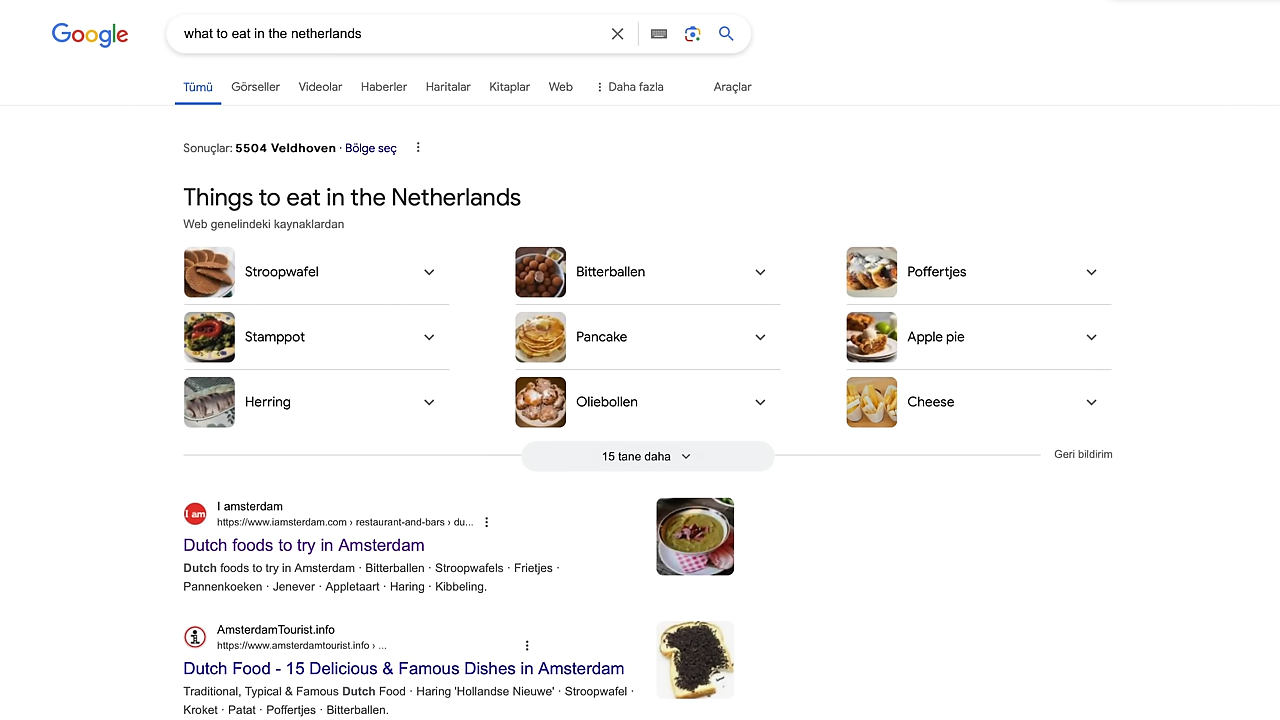 Google
what to eat in the netherlands
Tümü Görseller Videolar Haberler Haritalar Kitaplar Web Daha fazla Araçlar
Sonuçlar: 5504 Veldhoven · Bölge seç
Things to eat in the Netherlands
Web genelindeki kaynaklardan
Stroopwafel Bitterballen Poffertjes
Stamppot Pancake Apple pie
Herring Oliebollen Cheese
15 tane daha
Geri bildirim
I am
I amsterdam
https://www.iamsterdam.com › restaurant-and-bars › du...
Dutch foods to try in Amsterdam
Dutch foods to try in Amsterdam · Bitterballen · Stroopwafels · Frietjes ·
Pannenkoeken · Jenever · Appletaart · Haring · Kibbeling.
AmsterdamTourist.info
https://www.amsterdamtourist.info › ...
Dutch Food - 15 Delicious & Famous Dishes in Amsterdam
Traditional, Typical & Famous Dutch Food · Haring 'Hollandse Nieuwe' · Stroopwafel ·
Kroket · Patat · Poffertjes · Bitterballen.